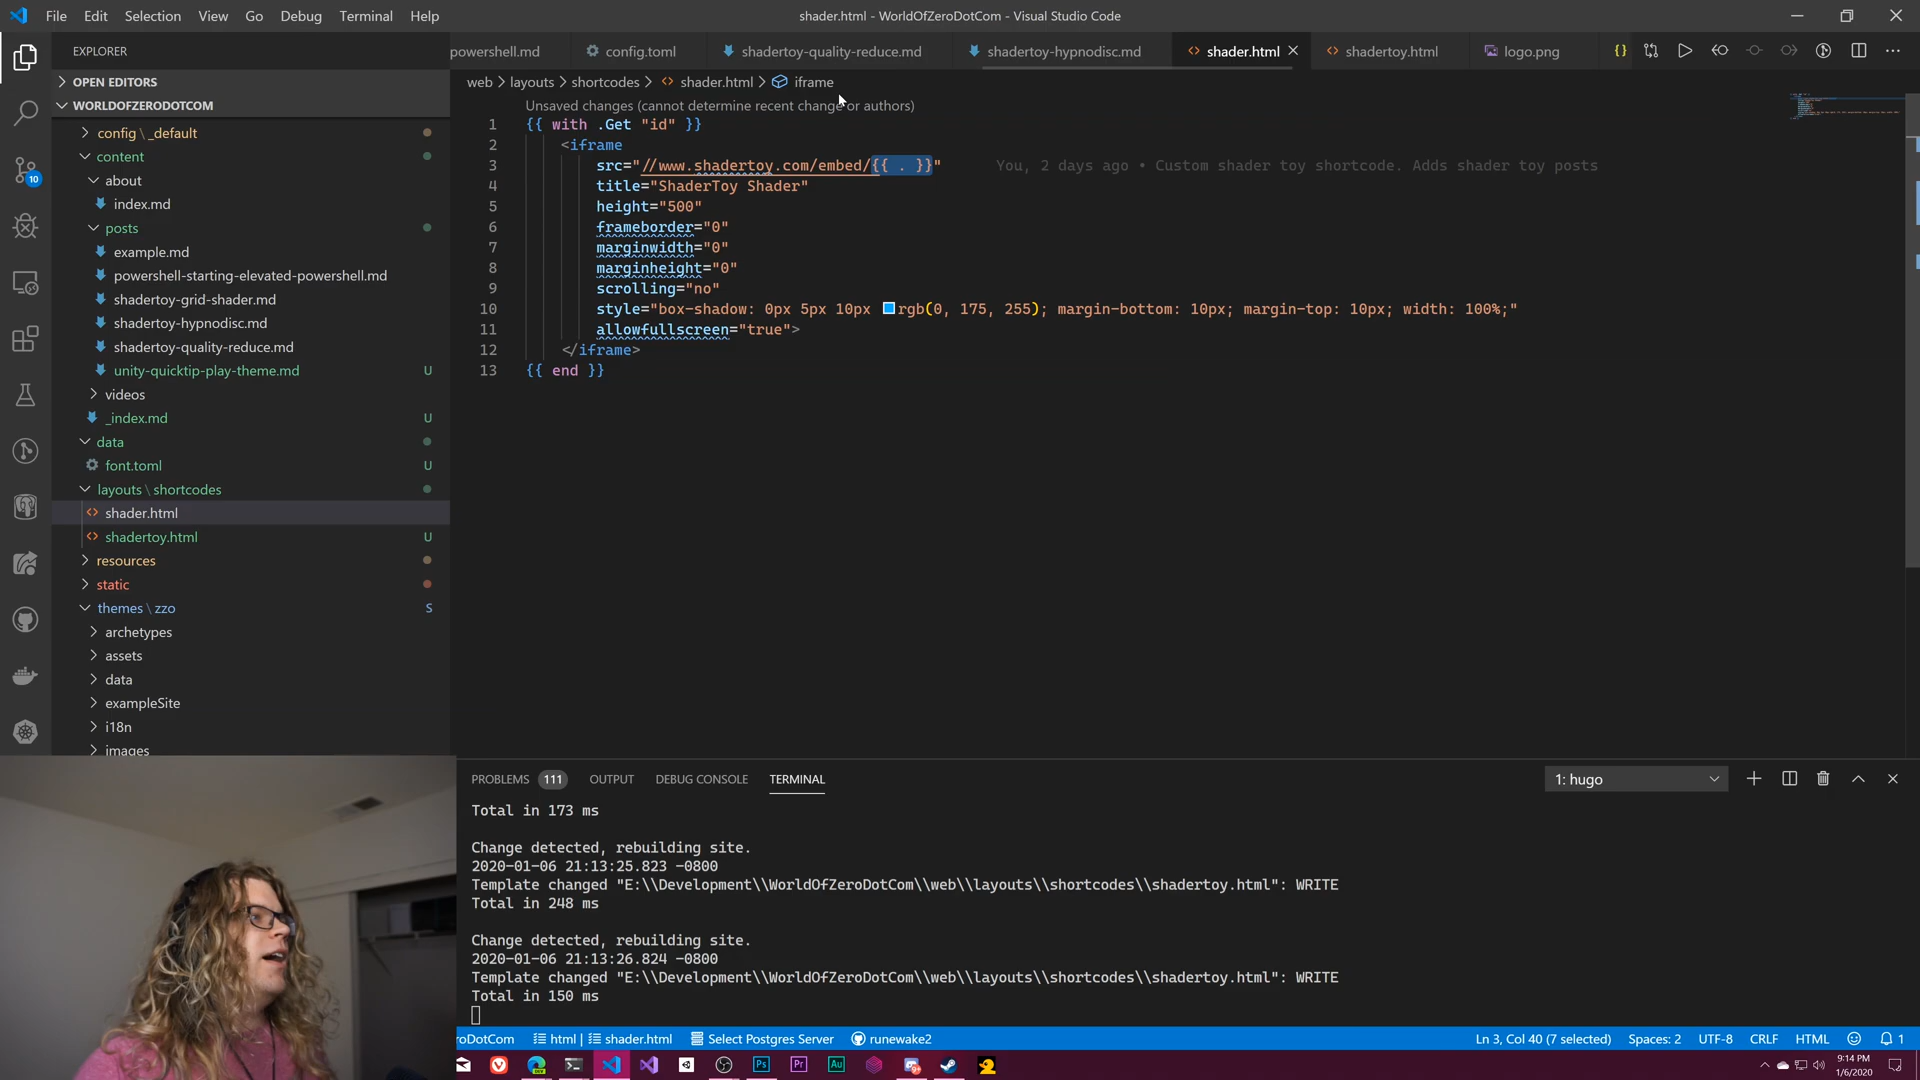 File Edit Selection View Go Debug Terminal Help
shader.html - WorldOfZeroDotCom - Visual Studio Code
EXPLORER
powershell.md config.toml shadertoy-quality-reduce.md shadertoy-hypnodisc.md shader.html shadertoy.html logo.png
OPEN EDITORS
WORLDOFZERODOTCOM
web > layouts > shortcodes > shader.html > iframe
config \ _default
content
about
index.md
posts
example.md
powershell-starting-elevated-powershell.md
shadertoy-grid-shader.md
shadertoy-hypnodisc.md
shadertoy-quality-reduce.md
unity-quicktip-play-theme.md U
videos
_index.md U
data
font.toml U
layouts \ shortcodes
shader.html
shadertoy.html U
resources
static
themes \ zzo S
archetypes
assets
data
exampleSite
i18n
images
10
Unsaved changes (cannot determine recent change or authors)
1 {{ with .Get "id" }}
2 <iframe
3 src="//www.shadertoy.com/embed/{{ . }}" You, 2 days ago • Custom shader toy shortcode. Adds shader toy posts
4 title="ShaderToy Shader"
5 height="500"
6 frameborder="0"
7 marginwidth="0"
8 marginheight="0"
9 scrolling="no"
10 style="box-shadow: 0px 5px 10px rgb(0, 175, 255); margin-bottom: 10px; margin-top: 10px; width: 100%;"
11 allowfullscreen="true">
12 </iframe>
13 {{ end }}
PROBLEMS 111 OUTPUT DEBUG CONSOLE TERMINAL 1: hugo
Total in 173 ms
Change detected, rebuilding site.
2020-01-06 21:13:25.823 -0800
Template changed "E:\\Development\\WorldOfZeroDotCom\\web\\layouts\\shortcodes\\shadertoy.html": WRITE
Total in 248 ms
Change detected, rebuilding site.
2020-01-06 21:13:26.824 -0800
Template changed "E:\\Development\\WorldOfZeroDotCom\\web\\layouts\\shortcodes\\shadertoy.html": WRITE
Total in 150 ms
roDotCom html | shader.html Select Postgres Server runewake2 Ln 3, Col 40 (7 selected) Spaces: 2 UTF-8 CRLF HTML 1
Ps Pr Au
9:14 PM
1/6/2020